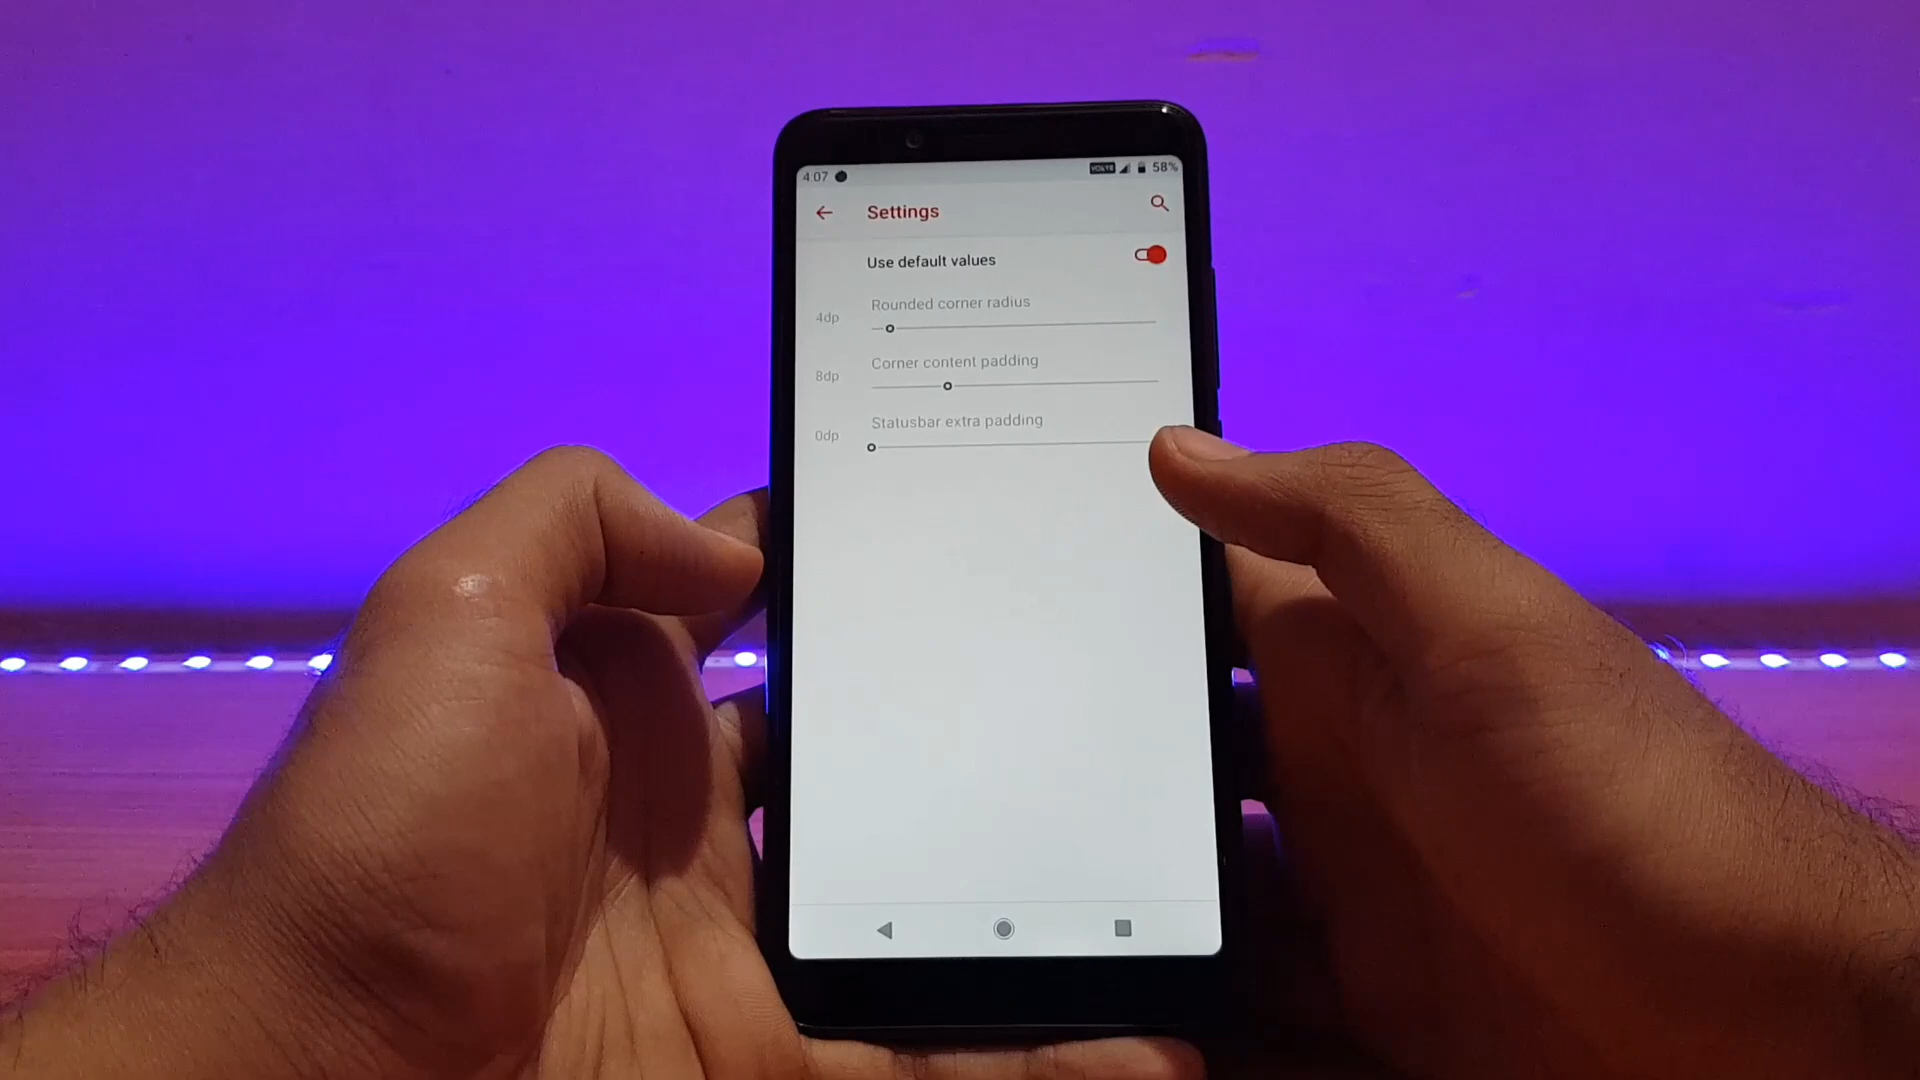 4:07 VOLTE 58%
Settings
Use default values
Rounded corner radius
4dp
Corner content padding
8dp
Statusbar extra padding
0dp